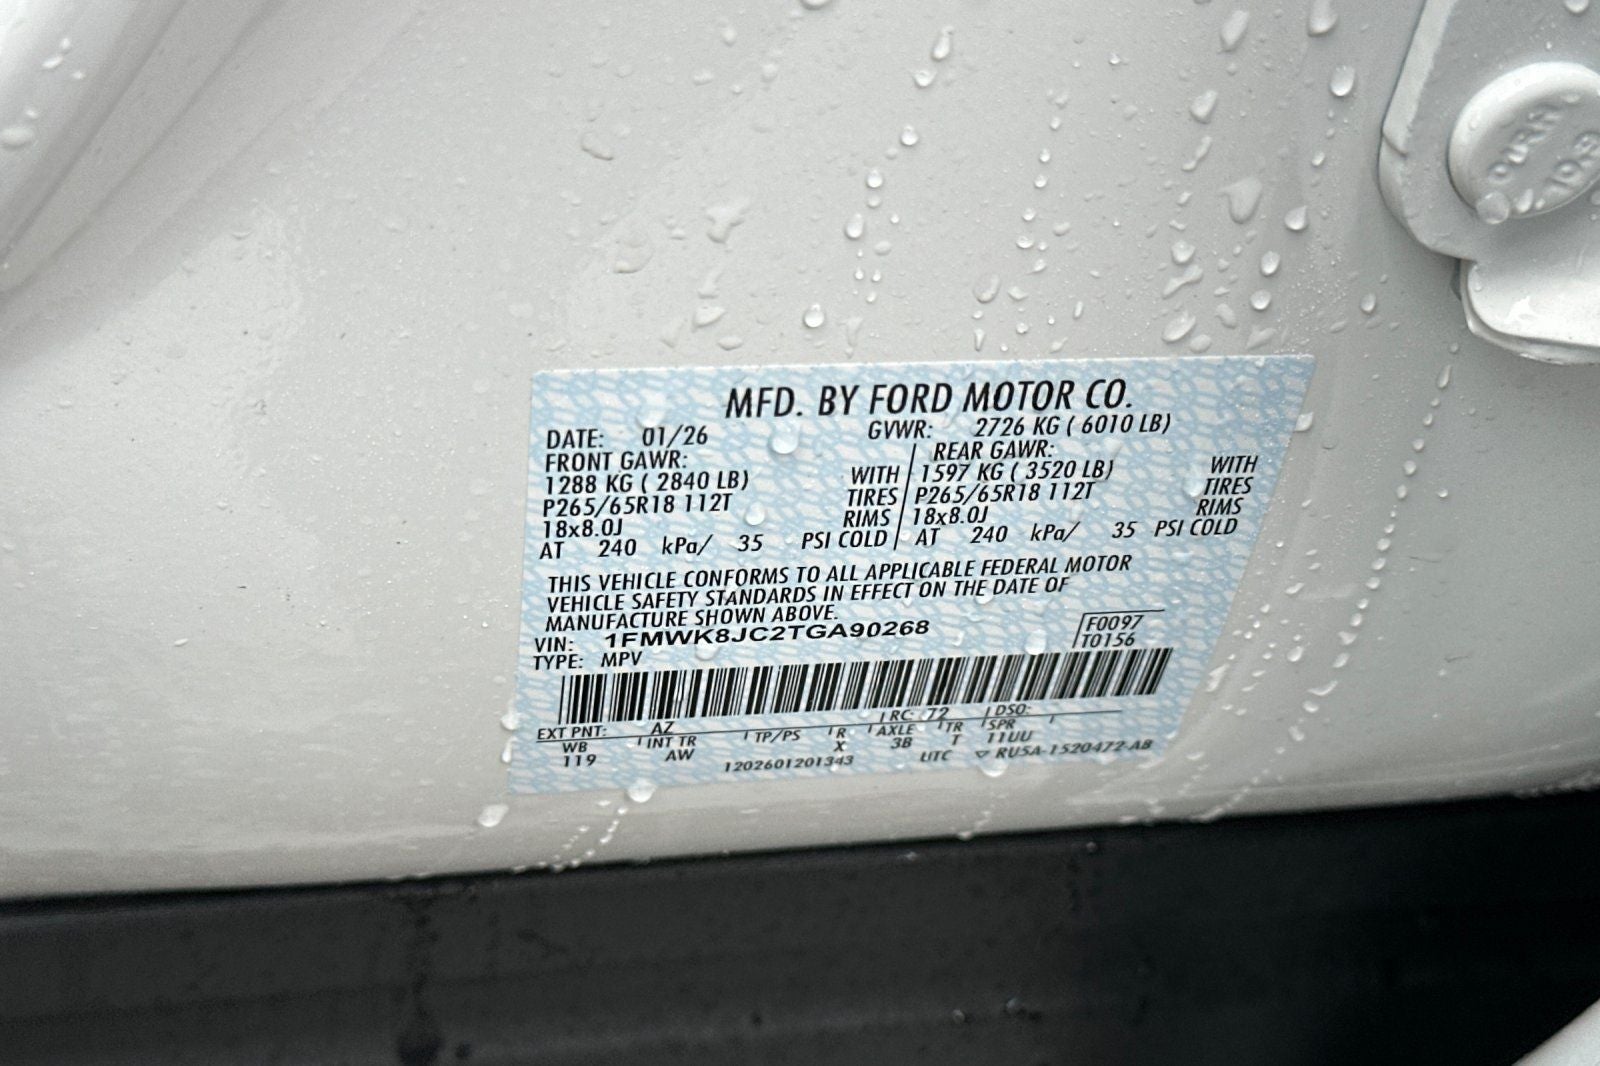 MFD. BY FORD MOTOR CO.
DATE: 01/26 GVWR: 2726 KG ( 6010 LB)
FRONT GAWR: REAR GAWR:
1288 KG ( 2840 LB) WITH 1597 KG ( 3520 LB) WITH
P265/65R18 112T TIRES P265/65R18 112T TIRES
18x8.0J RIMS 18x8.0J RIMS
AT 240 kPa/ 35 PSI COLD AT 240 kPa/ 35 PSI COLD
THIS VEHICLE CONFORMS TO ALL APPLICABLE FEDERAL MOTOR
VEHICLE SAFETY STANDARDS IN EFFECT ON THE DATE OF
MANUFACTURE SHOWN ABOVE.
VIN: 1FMWK8JC2TGA90268 F0097
TYPE: MPV T0156
EXT PNT: AZ RC: 72 DSO:
WB INT TR TP/PS R AXLE TR SPR
119 AW X 3B T 11UU
1202601201343 UTC RU5A-1520472-AB